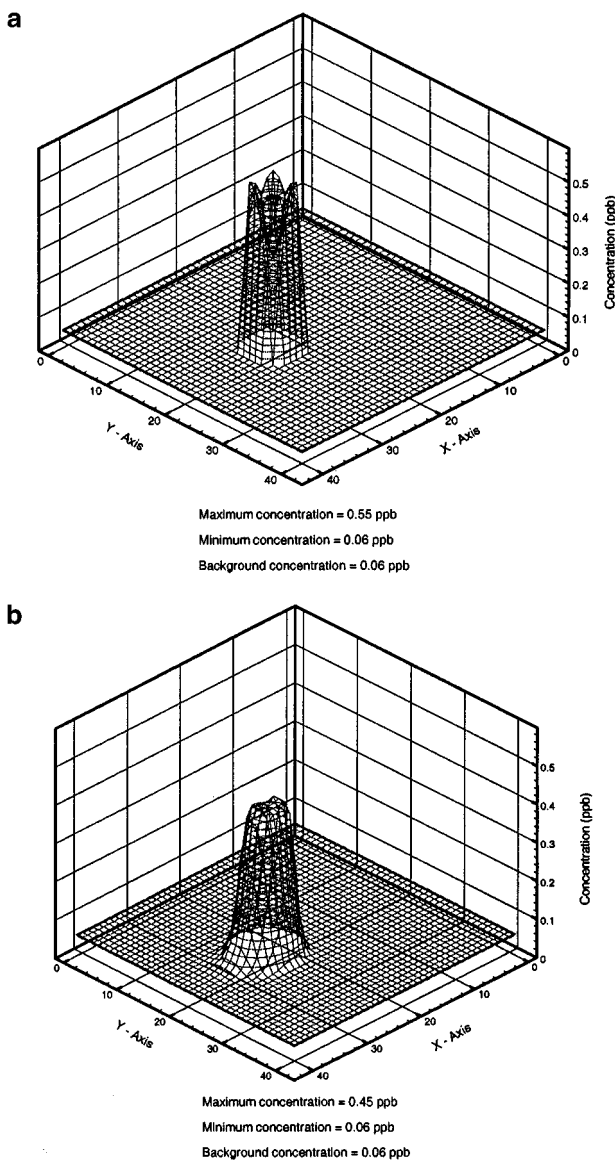 a
0.5
0.4
0.3
0.2
0.1
0
Concentration (ppb)
0
10
20
30
40
Y - Axis
0
10
20
30
40
X - Axis
Maximum concentration = 0.55 ppb
Minimum concentration = 0.06 ppb
Background concentration = 0.06 ppb
b
0.5
0.4
0.3
0.2
0.1
0
Concentration (ppb)
0
10
20
30
40
Y - Axis
0
10
20
30
40
X - Axis
Maximum concentration = 0.45 ppb
Minimum concentration = 0.06 ppb
Background concentration = 0.06 ppb